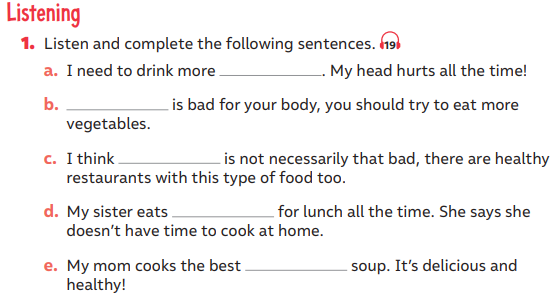 Listening
1. Listen and complete the following sentences. 19
a. I need to drink more ____________. My head hurts all the time!
b. ____________ is bad for your body, you should try to eat more
vegetables.
c. I think ____________ is not necessarily that bad, there are healthy
restaurants with this type of food too.
d. My sister eats ____________ for lunch all the time. She says she
doesn’t have time to cook at home.
e. My mom cooks the best ____________ soup. It’s delicious and
healthy!